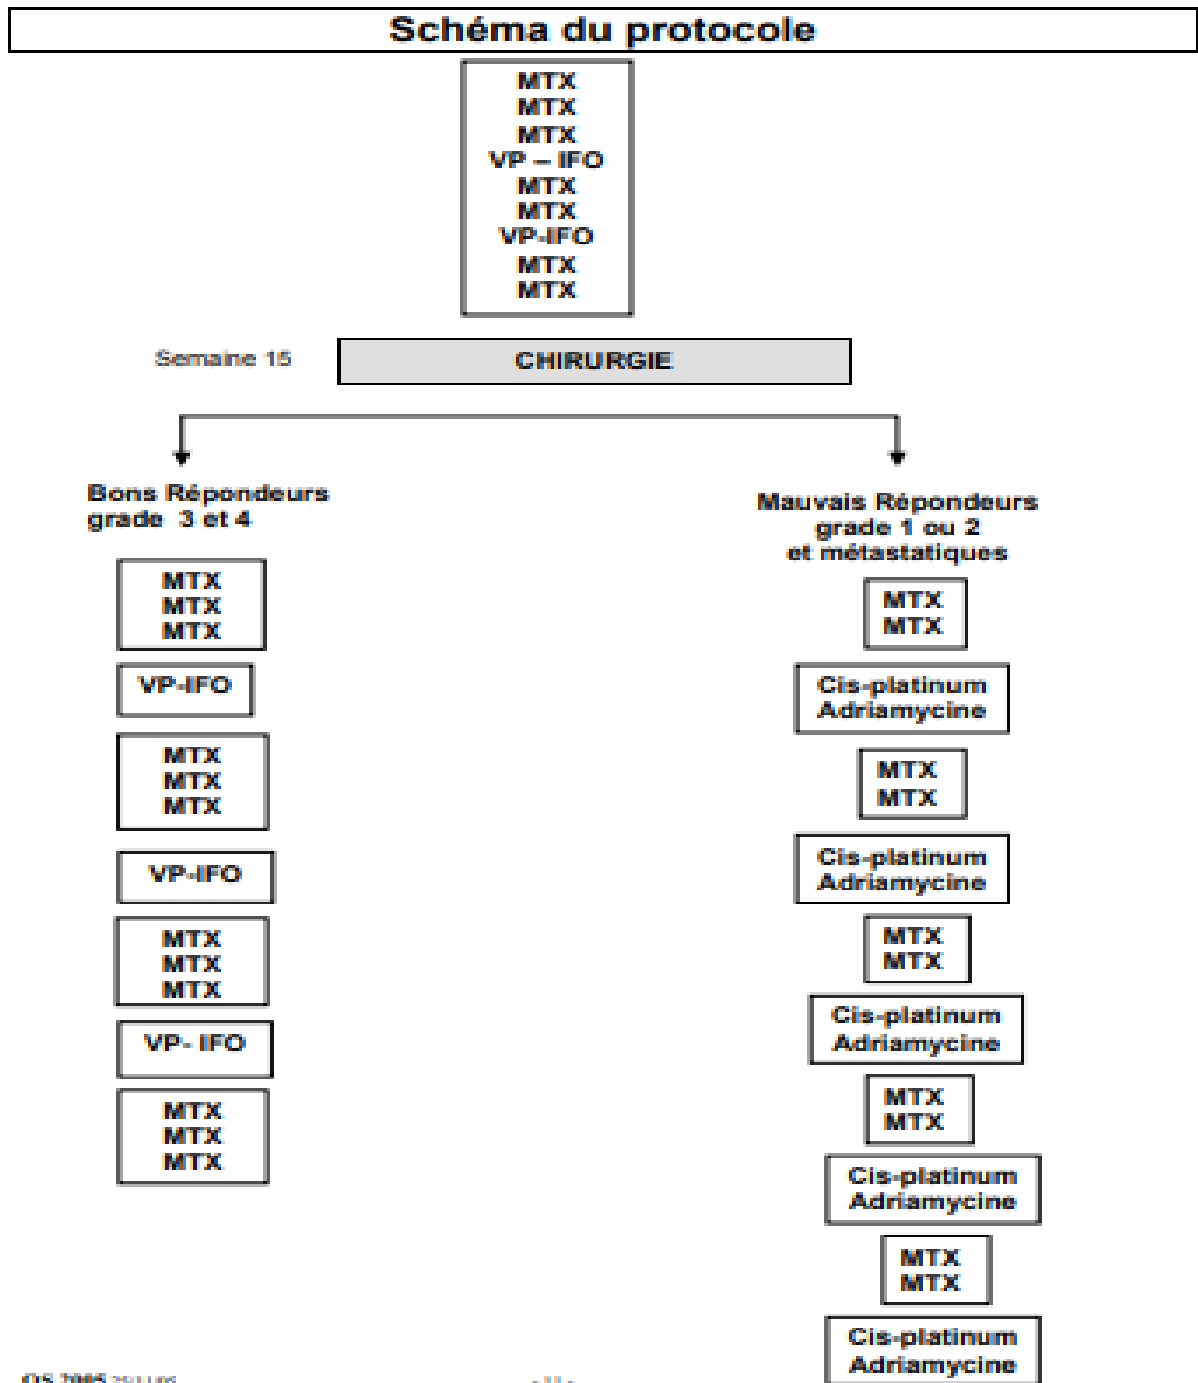 Schéma du protocole
MTX
MTX
MTX
VP – IFO
MTX
MTX
VP-IFO
MTX
MTX
Semaine 15
CHIRURGIE
Bons Répondeurs
grade 3 et 4
MTX
MTX
MTX
VP-IFO
MTX
MTX
MTX
VP-IFO
MTX
MTX
MTX
VP- IFO
MTX
MTX
MTX
Mauvais Répondeurs
grade 1 ou 2
et métastatiques
MTX
MTX
Cis-platinum
Adriamycine
MTX
MTX
Cis-platinum
Adriamycine
MTX
MTX
Cis-platinum
Adriamycine
MTX
MTX
Cis-platinum
Adriamycine
MTX
MTX
Cis-platinum
Adriamycine
OS 2005